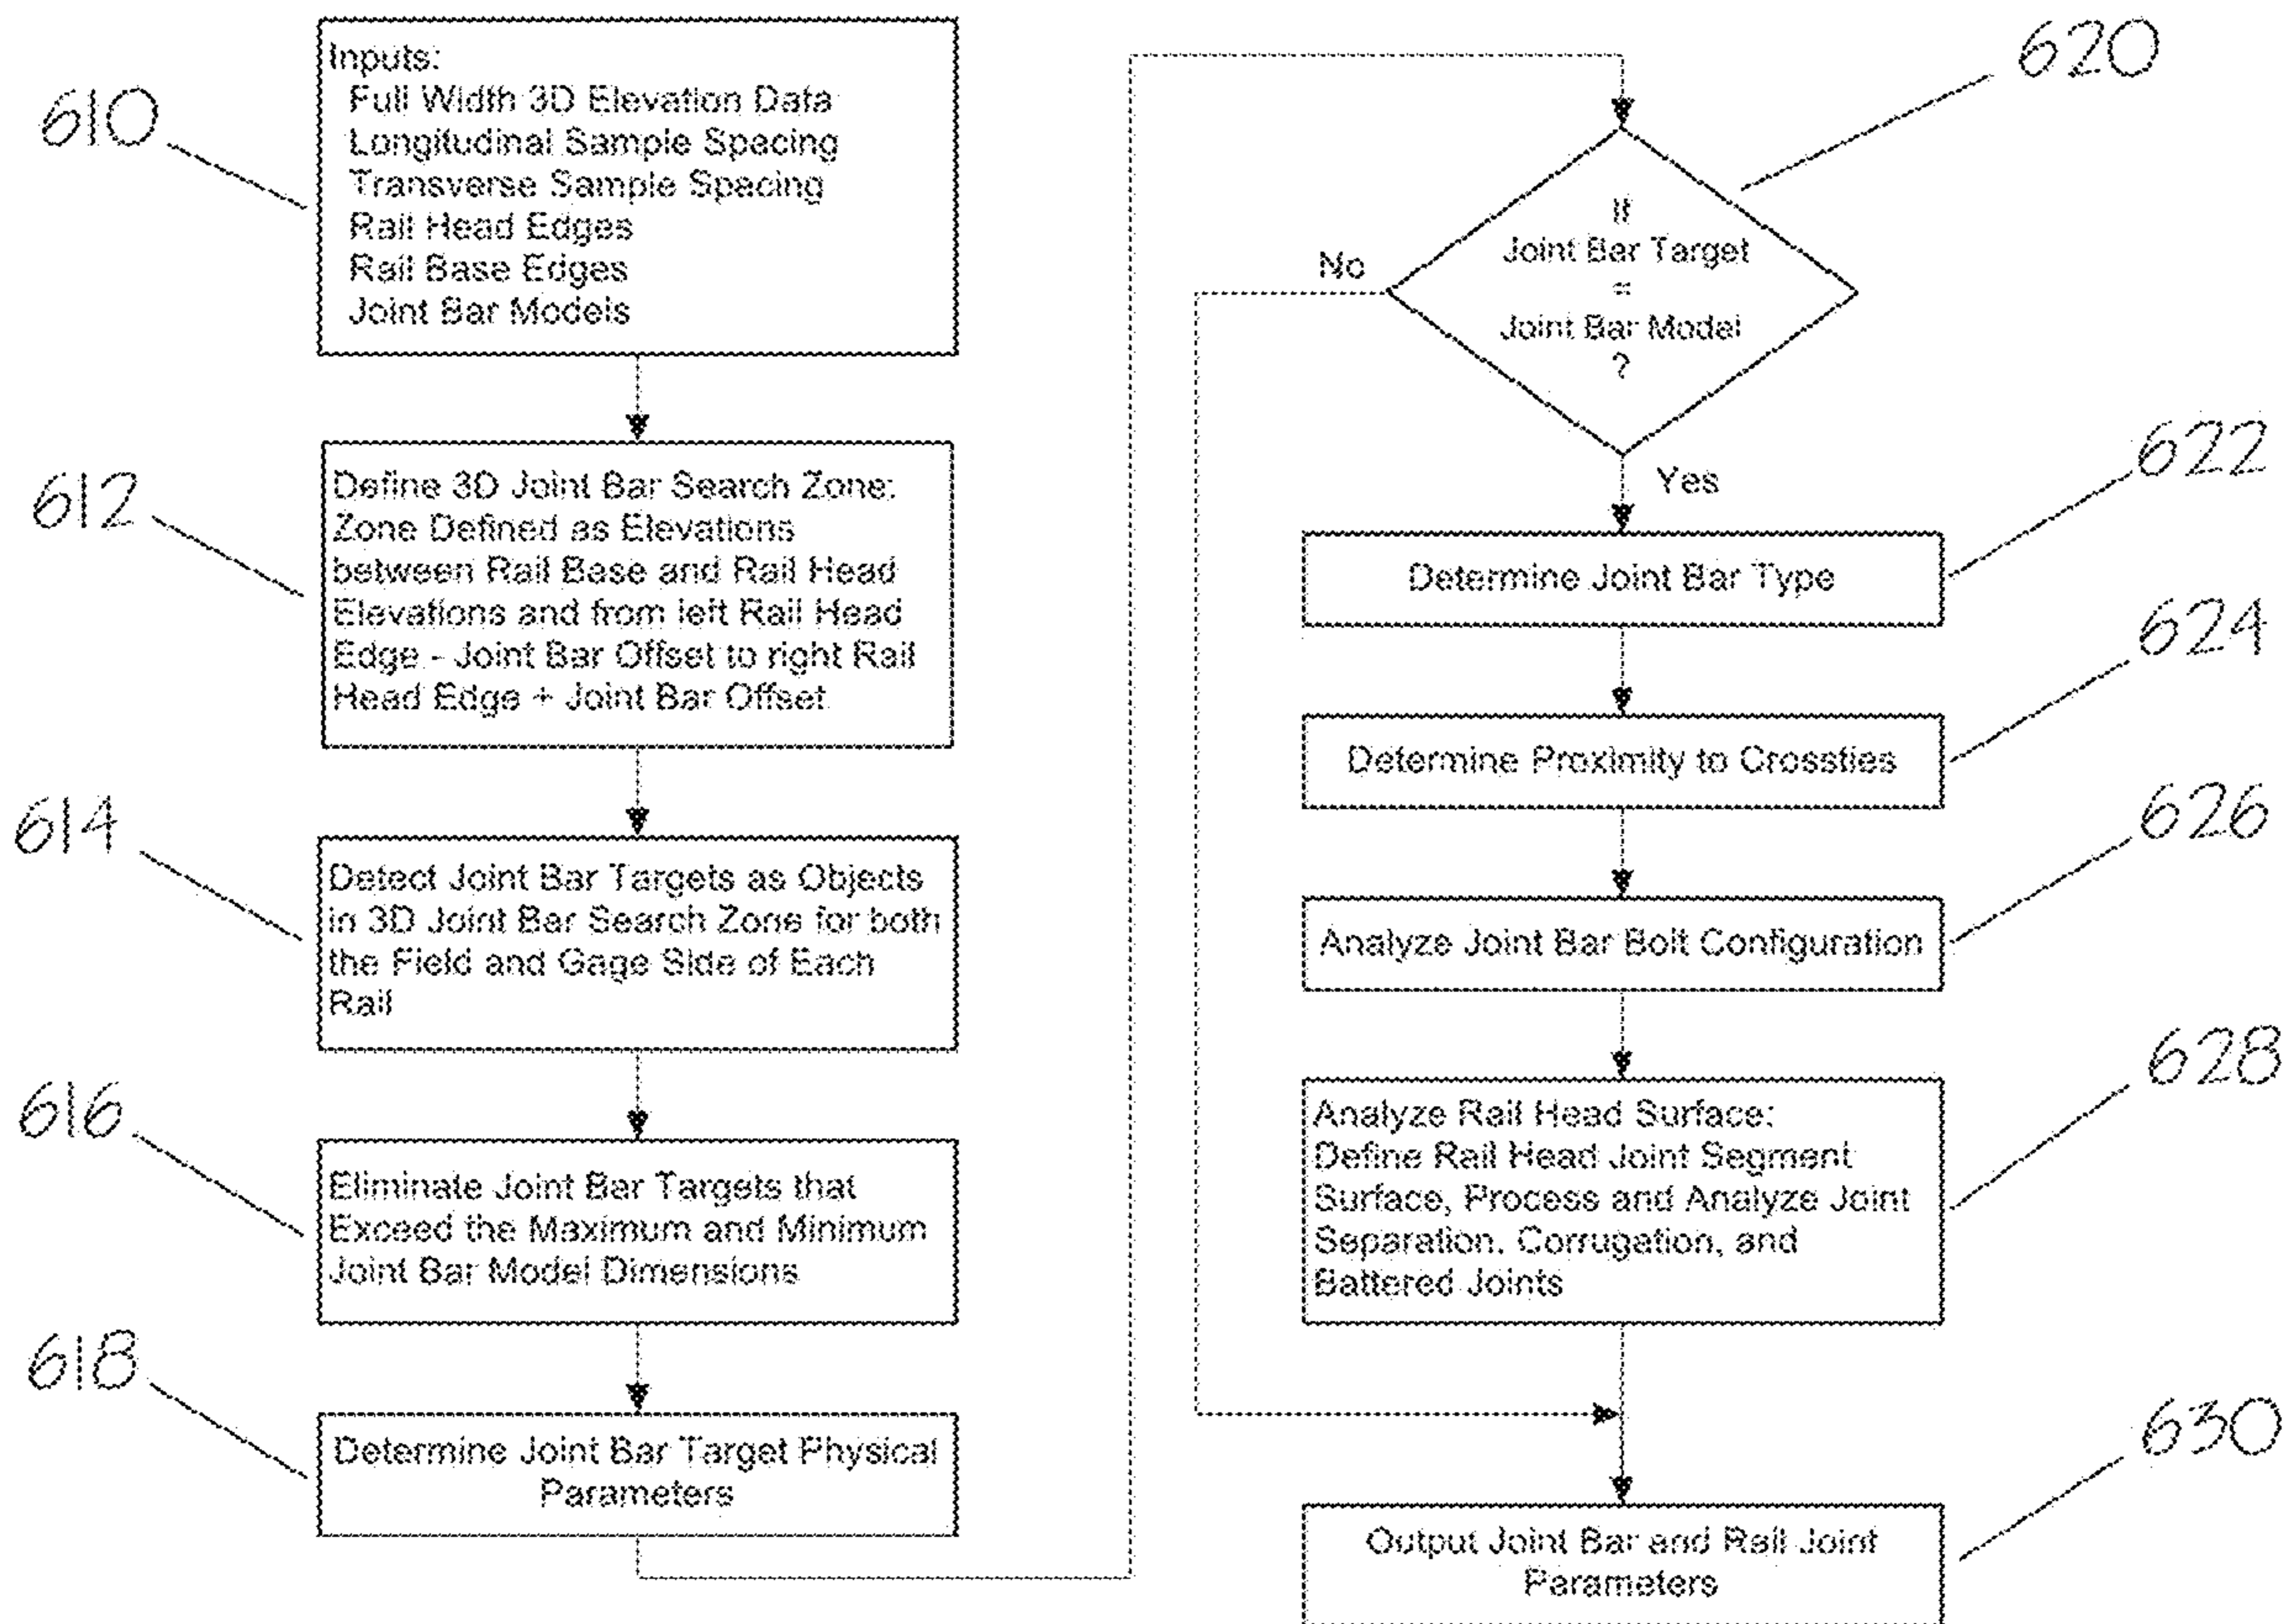 610
Inputs:
Full Width 3D Elevation Data
Longitudinal Sample Spacing
Transverse Sample Spacing
Rail Head Edges
Rail Base Edges
Joint Bar Models
612
Define 3D Joint Bar Search Zone:
Zone Defined as Elevations
between Rail Base and Rail Head
Elevations and from left Rail Head
Edge - Joint Bar Offset to right Rail
Head Edge + Joint Bar Offset
614
Detect Joint Bar Targets as Objects
in 3D Joint Bar Search Zone for both
the Field and Gage Side of Each
Rail
616
Eliminate Joint Bar Targets that
Exceed the Maximum and Minimum
Joint Bar Model Dimensions
618
Determine Joint Bar Target Physical
Parameters
620
If
Joint Bar Target
=
Joint Bar Model
?
No
Yes
622
Determine Joint Bar Type
624
Determine Proximity to Crossties
626
Analyze Joint Bar Bolt Configuration
628
Analyze Rail Head Surface:
Define Rail Head Joint Segment
Surface, Process and Analyze Joint
Separation, Corrugation, and
Battered Joints
630
Output Joint Bar and Rail Joint
Parameters